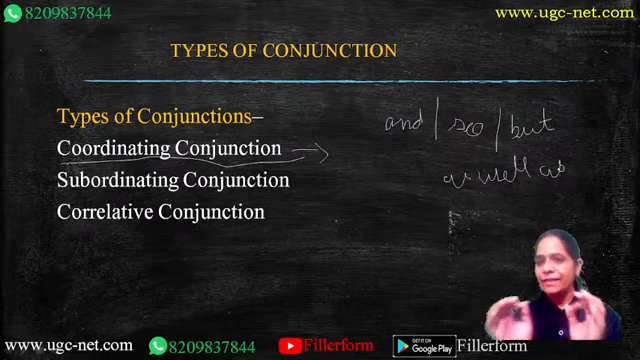 8209837844
www.ugc-net.com
TYPES OF CONJUNCTION
Types of Conjunctions–
Coordinating Conjunction
Subordinating Conjunction
Correlative Conjunction
and / so / but
as well as
www.ugc-net.com
8209837844
Fillerform
GET IT ON
Google Play
Fillerform